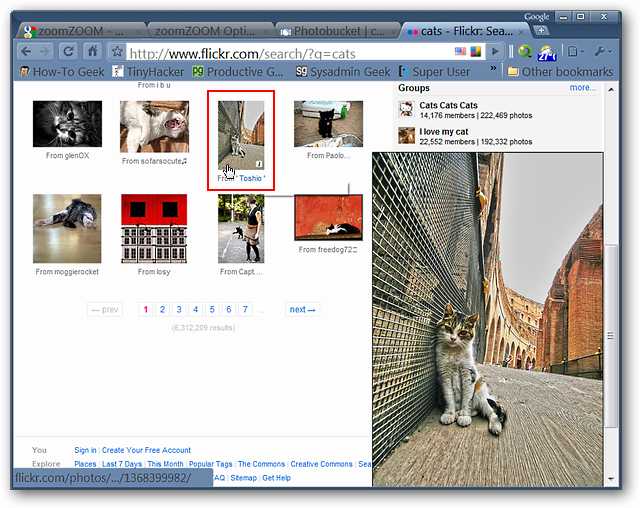 Google
zoomZOOM - ...
zoomZOOM Opti...
Photobucket | c...
cats - Flickr: Sea...
http://www.flickr.com/search/?q=cats
27°
How-To Geek
TinyHacker
Productive G...
Sysadmin Geek
Super User
»
Other bookmarks
From i b u
Groups
more...
Cats Cats Cats
14,176 members | 222,469 photos
I love my cat
22,552 members | 192,332 photos
From glenOX
From sofarsocute♫
From * Toshio *
From Paolo...
From moggierocket
From losy
From Capt....
From freedog72
← prev 1 2 3 4 5 6 7 ... next →
(6,312,209 results)
You Sign in | Create Your Free Account
Explore Places | Last 7 Days | This Month | Popular Tags | The Commons | Creative Commons | Sea
FAQ | Sitemap | Get Help
flickr.com/photos/.../1368399982/